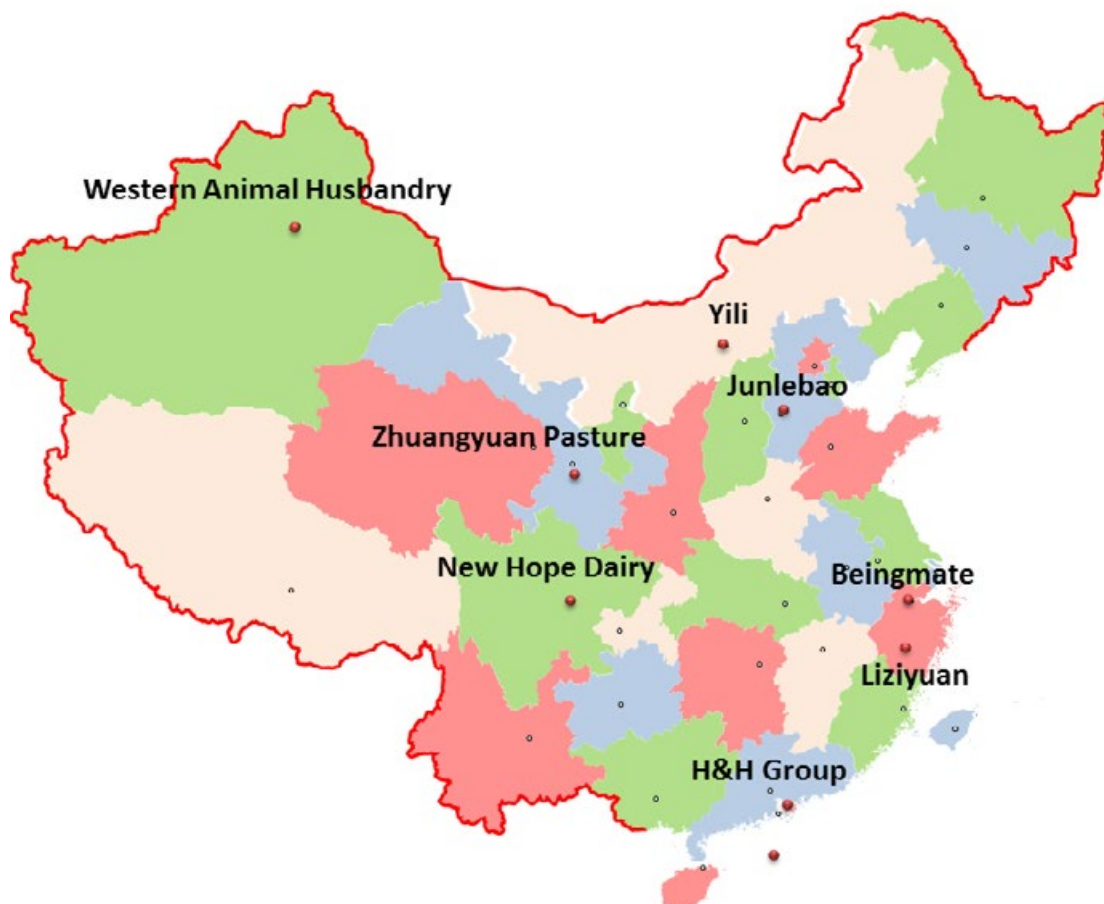 Western Animal Husbandry
Yili
Junlebao
Zhuangyuan Pasture
New Hope Dairy
Beingmate
Liziyuan
H&H Group